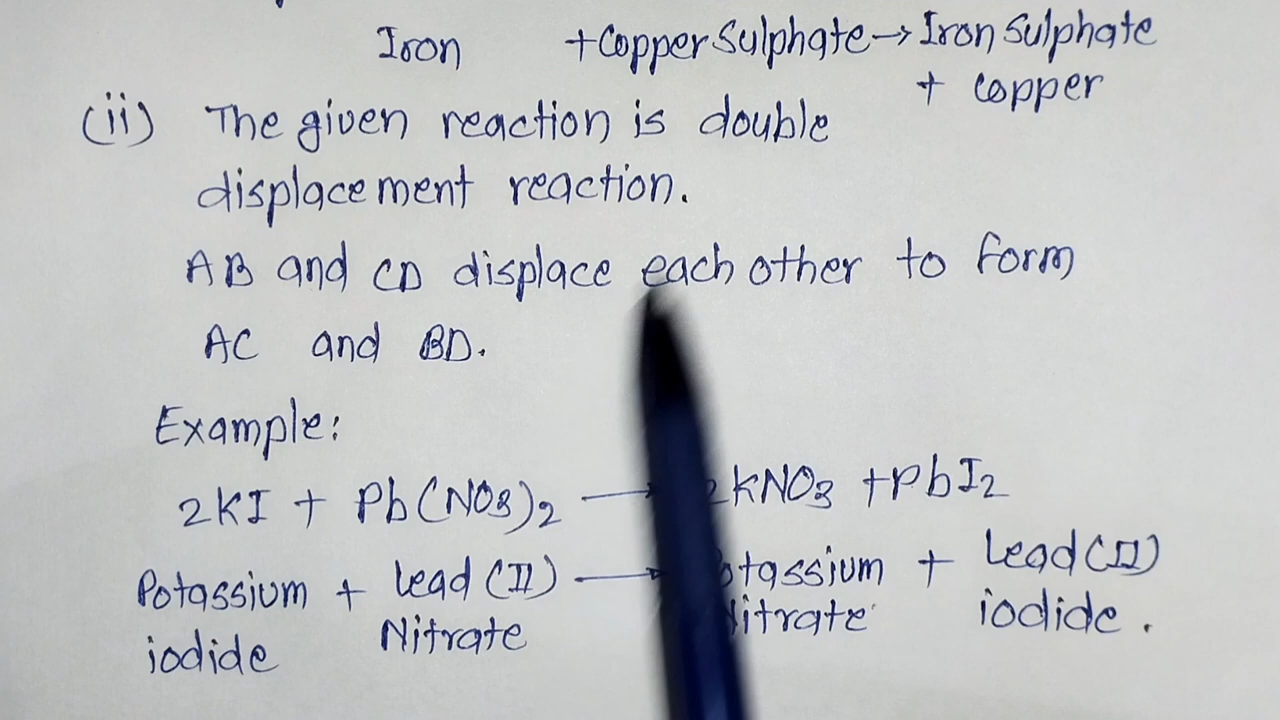 Iron + Copper Sulphate → Iron Sulphate
+ Copper
(ii) The given reaction is double
displacement reaction.
AB and CD displace each other to form
AC and BD.
Example:
2KI + Pb(NO3)2 → 2KNO3 + PbI2
Potassium + Lead (II) → + Lead (II)
iodide Nitrate iodide.